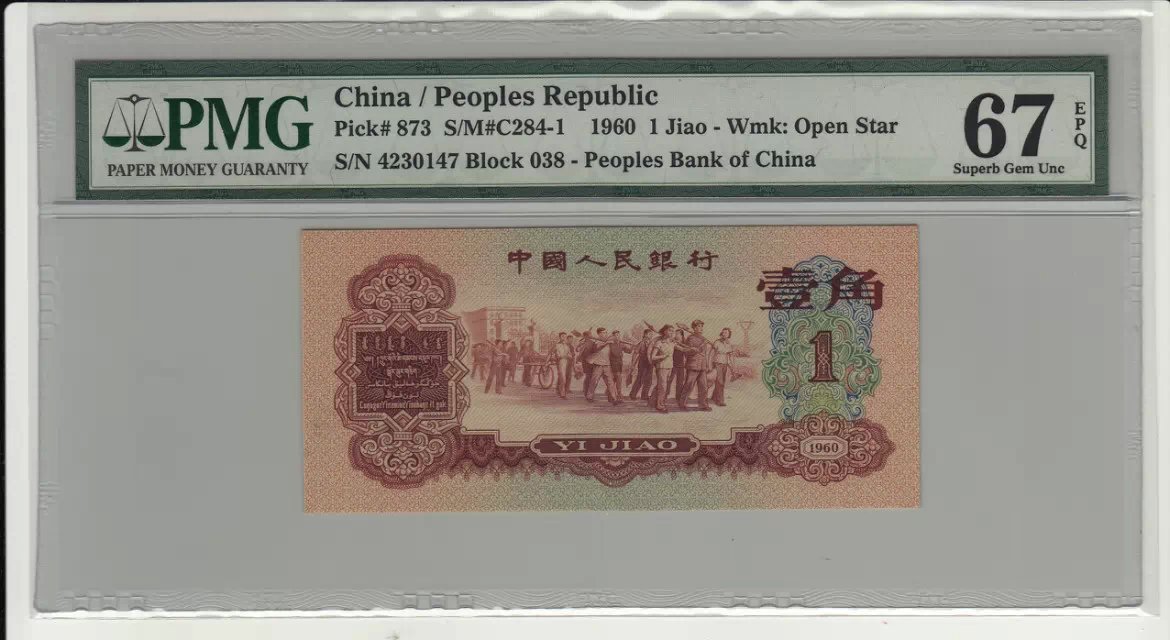 PMG
PAPER MONEY GUARANTY
China / Peoples Republic
Pick# 873 S/M#C284-1 1960 1 Jiao - Wmk: Open Star
S/N 4230147 Block 038 - Peoples Bank of China
67
EPQ
Superb Gem Unc
中國人民銀行
壹角
1
YI JIAO
1960